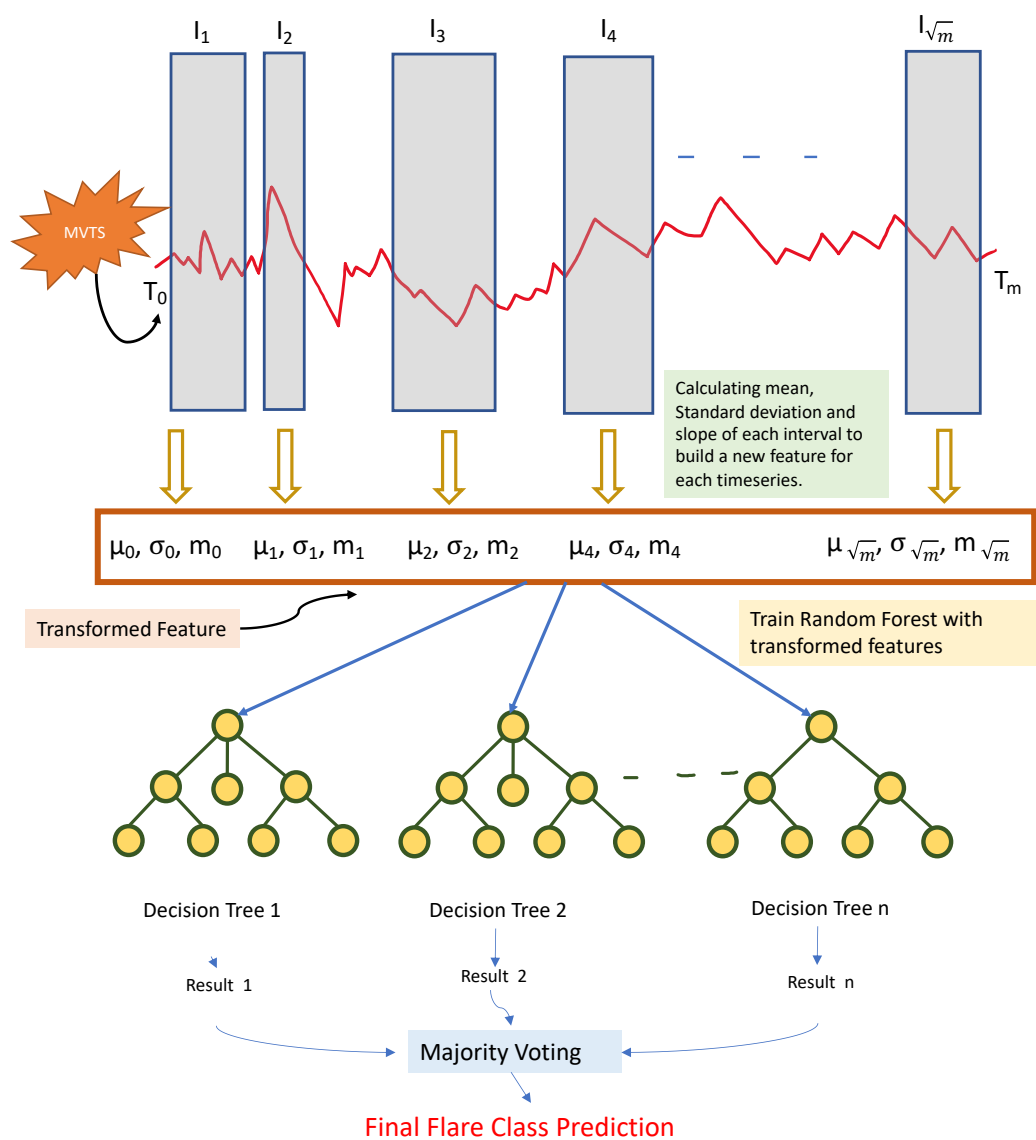 I₁ I₂ I₃ I₄ I√m
MVTS
T₀
Tₘ
Calculating mean,
Standard deviation and
slope of each interval to
build a new feature for
each timeseries.
μ₀, σ₀, m₀ μ₁, σ₁, m₁ μ₂, σ₂, m₂ μ₄, σ₄, m₄ μ√m, σ√m, m√m
Transformed Feature
Train Random Forest with
transformed features
Decision Tree 1 Decision Tree 2 Decision Tree n
Result 1 Result 2 Result n
Majority Voting
Final Flare Class Prediction